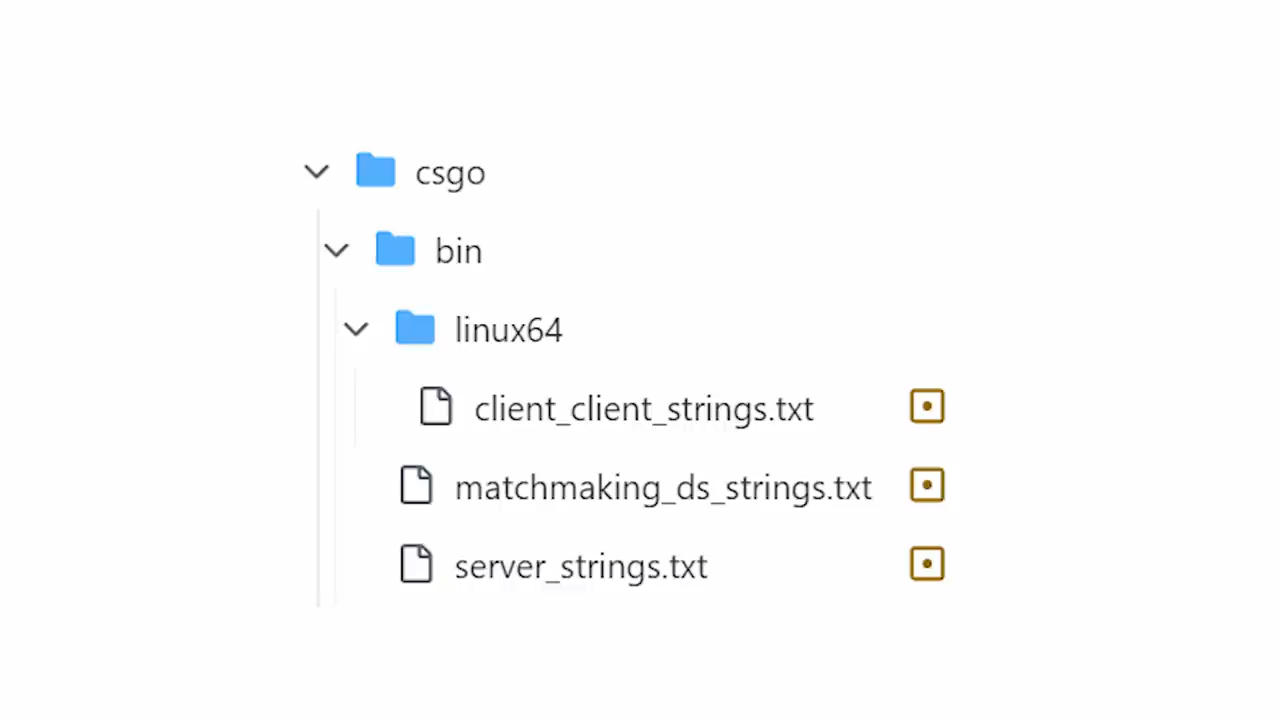 csgo
bin
linux64
client_client_strings.txt
matchmaking_ds_strings.txt
server_strings.txt